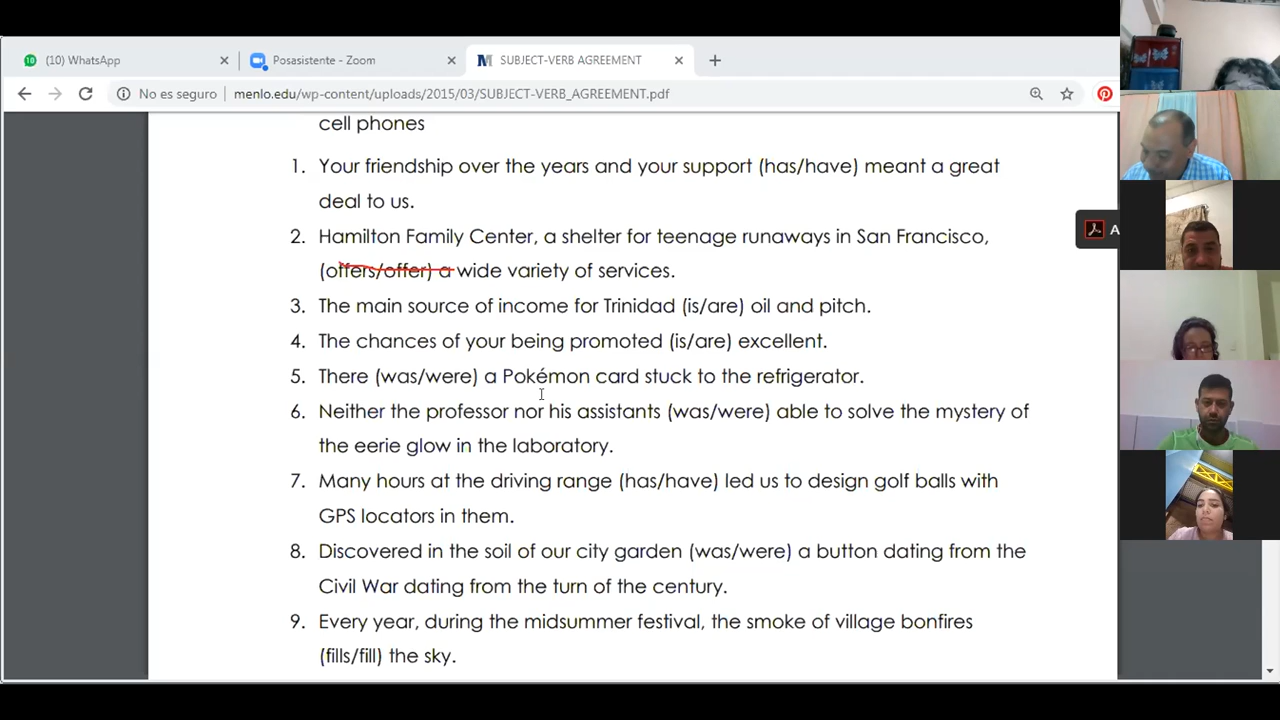 (10) WhatsApp
Posasistente - Zoom
SUBJECT-VERB AGREEMENT
No es seguro
menlo.edu/wp-content/uploads/2015/03/SUBJECT-VERB_AGREEMENT.pdf
cell phones
1. Your friendship over the years and your support (has/have) meant a great
deal to us.
2. Hamilton Family Center, a shelter for teenage runaways in San Francisco,
(offers/offer) a wide variety of services.
3. The main source of income for Trinidad (is/are) oil and pitch.
4. The chances of your being promoted (is/are) excellent.
5. There (was/were) a Pokémon card stuck to the refrigerator.
6. Neither the professor nor his assistants (was/were) able to solve the mystery of
the eerie glow in the laboratory.
7. Many hours at the driving range (has/have) led us to design golf balls with
GPS locators in them.
8. Discovered in the soil of our city garden (was/were) a button dating from the
Civil War dating from the turn of the century.
9. Every year, during the midsummer festival, the smoke of village bonfires
(fills/fill) the sky.